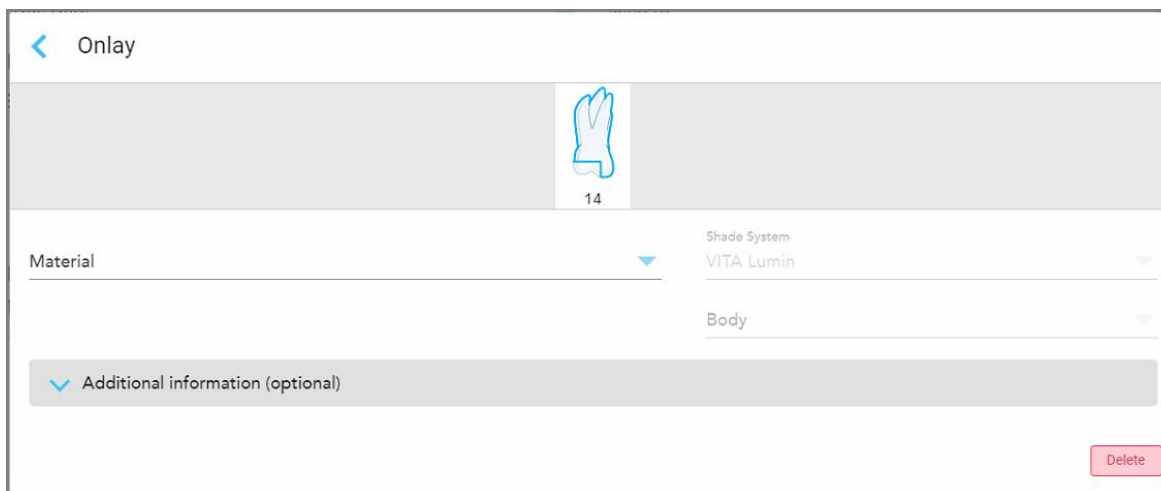 Onlay
14
Shade System
Material
VITA Lumin
Body
Additional information (optional)
Delete